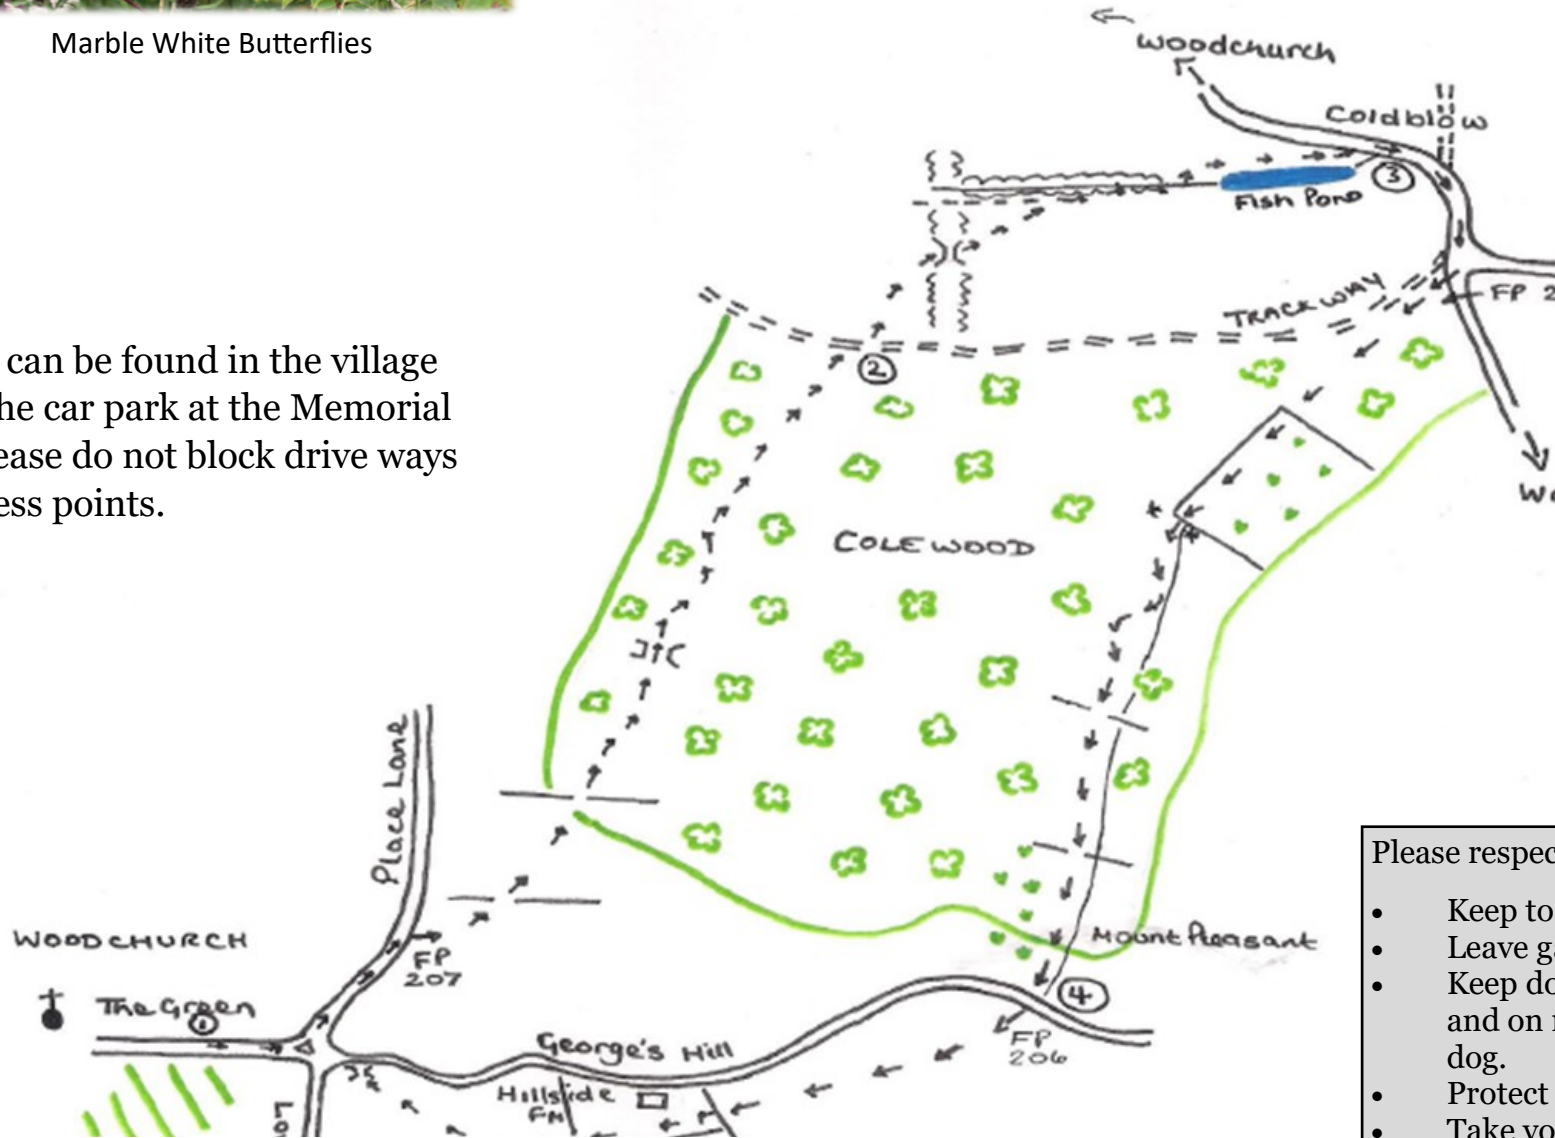 Marble White Butterflies
can be found in the village
he car park at the Memorial
ease do not block drive ways
ess points.
Woodchurch
Coldblow
3
Fish Pond
TRACKWAY
FP 2
2
COLEWOOD
Place Lane
WOODCHURCH
FP
207
The Green
1
Mount Pleasant
4
FP
206
George's Hill
Hillside
FM
Please respec
• Keep to
• Leave ga
• Keep do
and on
dog.
• Protect
• Take yo